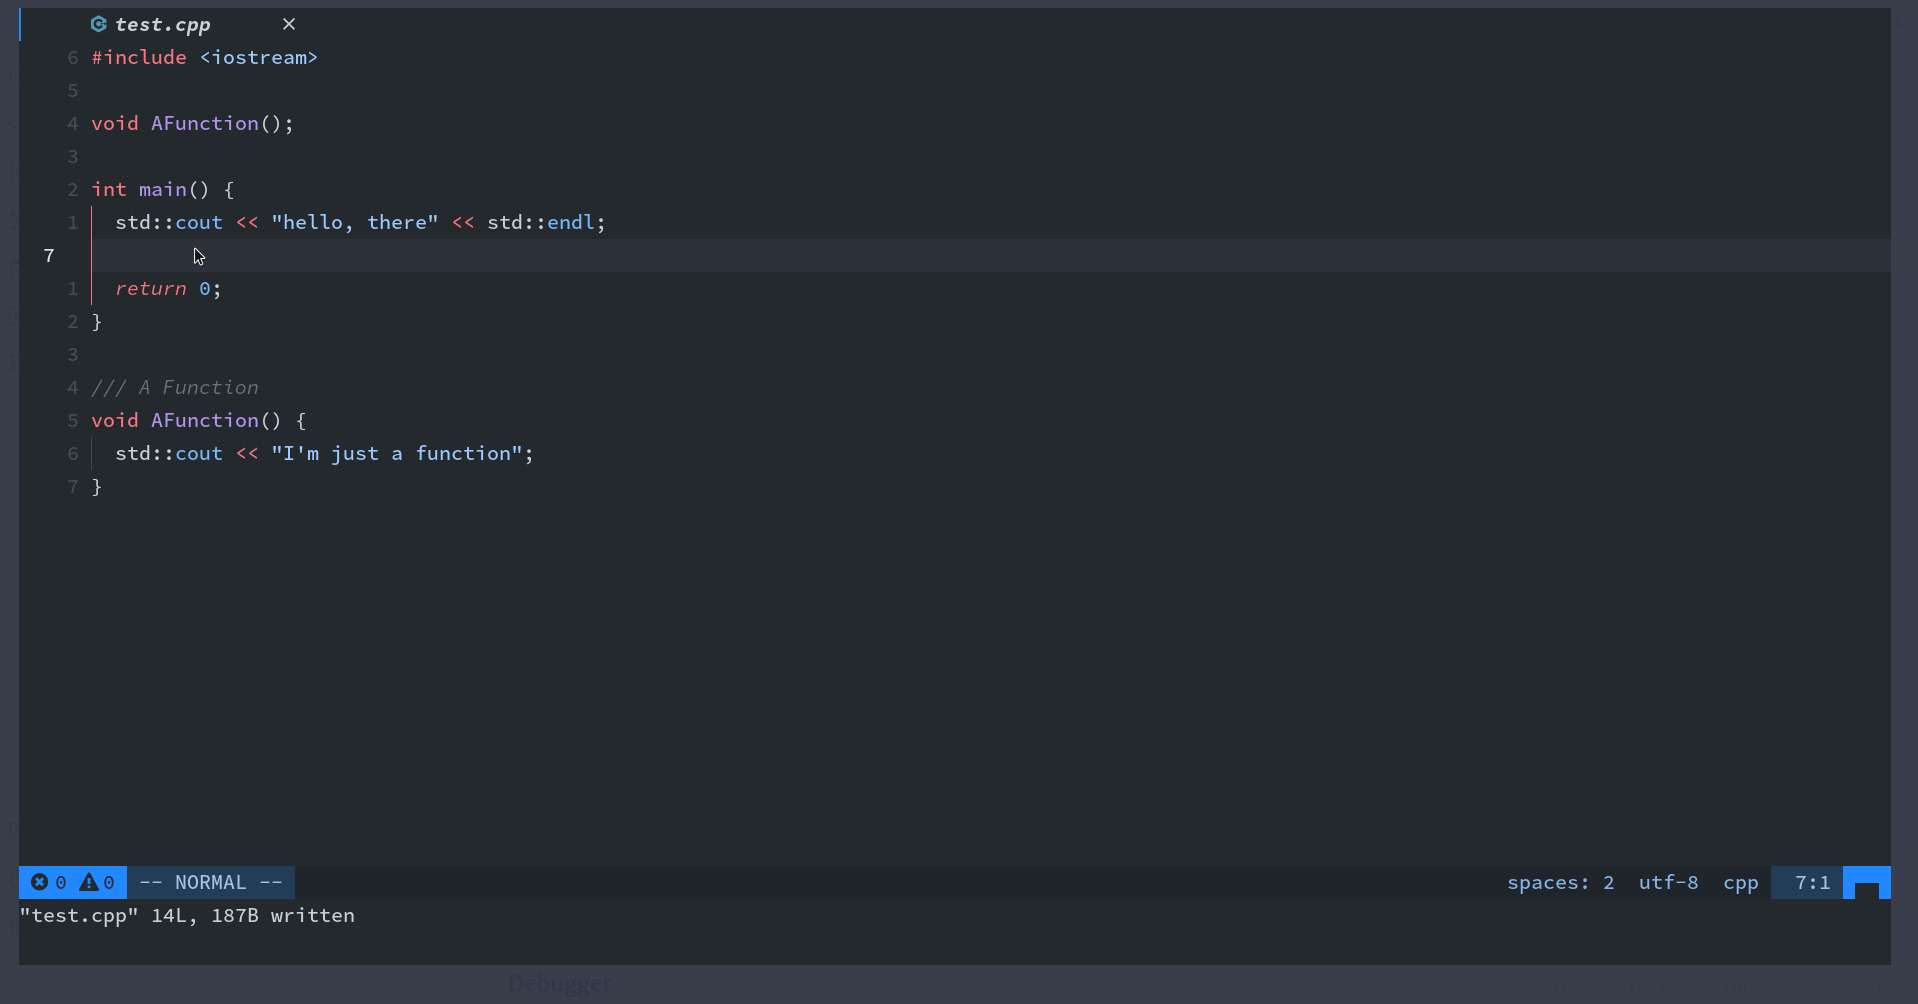 test.cpp ×
6 #include <iostream>
5
4 void AFunction();
3
2 int main() {
1   std::cout << "hello, there" << std::endl;
7
1   return 0;
2 }
3
4 /// A Function
5 void AFunction() {
6   std::cout << "I'm just a function";
7 }
0 0 -- NORMAL -- spaces: 2 utf-8 cpp 7:1
"test.cpp" 14L, 187B written
Debugger